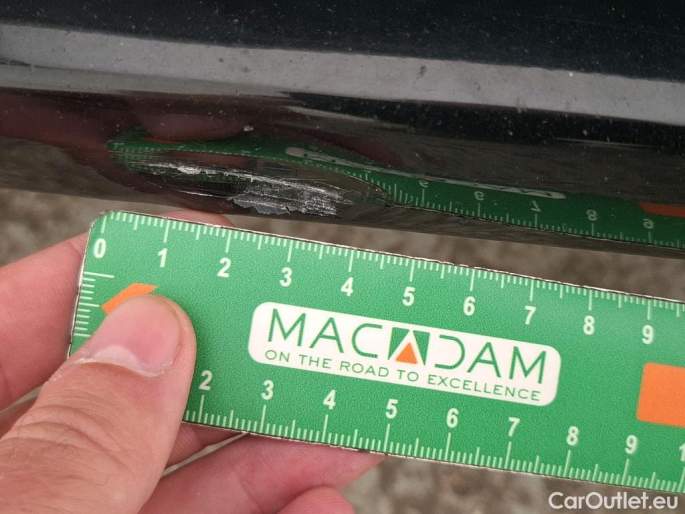 0 1 2 3 4 5 6 7 8 9
MACADAM
ON THE ROAD TO EXCELLENCE
2 3 4 5 6 7 8 9 1
CarOutlet.eu